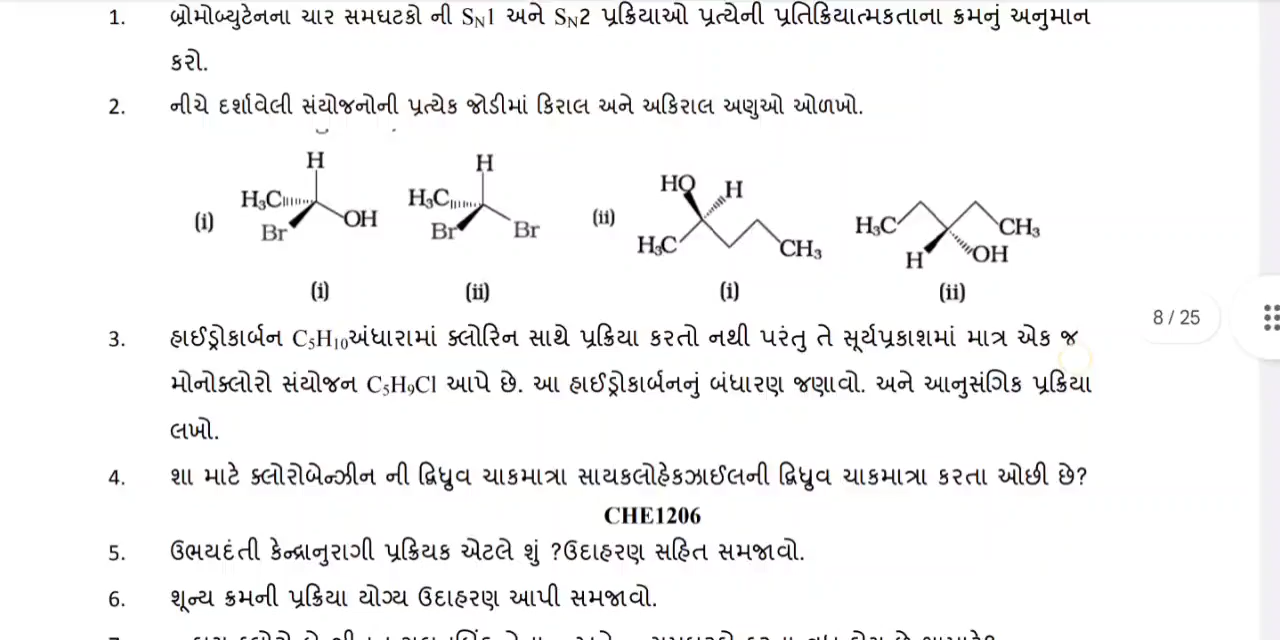 1. બ્રોમોબ્યુટેનના ચાર સમઘટકો ની SN1 અને SN2 પ્રક્રિયાઓ પ્રત્યેની પ્રતિક્રિયાત્મકતાના ક્રમનું અનુમાન
કરો.
2. નીચે દર્શાવેલી સંયોજનોની પ્રત્યેક જોડીમાં કિરાલ અને અકિરાલ અણુઓ ઓળખો.
H H HO H
H3C H3C
(i) Br OH Br Br (ii) H3C CH3 H3C CH3 H OH
(i) (ii) (i) (ii)
3. હાઈડ્રોકાર્બન C5H10અંધારામાં ક્લોરિન સાથે પ્રક્રિયા કરતો નથી પરંતુ તે સૂર્યપ્રકાશમાં માત્ર એક જ
8 / 25
મોનોક્લોરો સંયોજન C5H9Cl આપે છે. આ હાઈડ્રોકાર્બનનું બંધારણ જણાવો. અને આનુસંગિક પ્રક્રિયા
લખો.
4. શા માટે ક્લોરોબેન્ઝીન ની દ્વિધ્રુવ ચાકમાત્રા સાયકલોહેકઝાઈલની દ્વિધ્રુવ ચાકમાત્રા કરતા ઓછી છે?
CHE1206
5. ઉભયદંતી કેન્દ્રાનુરાગી પ્રક્રિયક એટલે શું ?ઉદાહરણ સહિત સમજાવો.
6. શૂન્ય ક્રમની પ્રક્રિયા યોગ્ય ઉદાહરણ આપી સમજાવો.